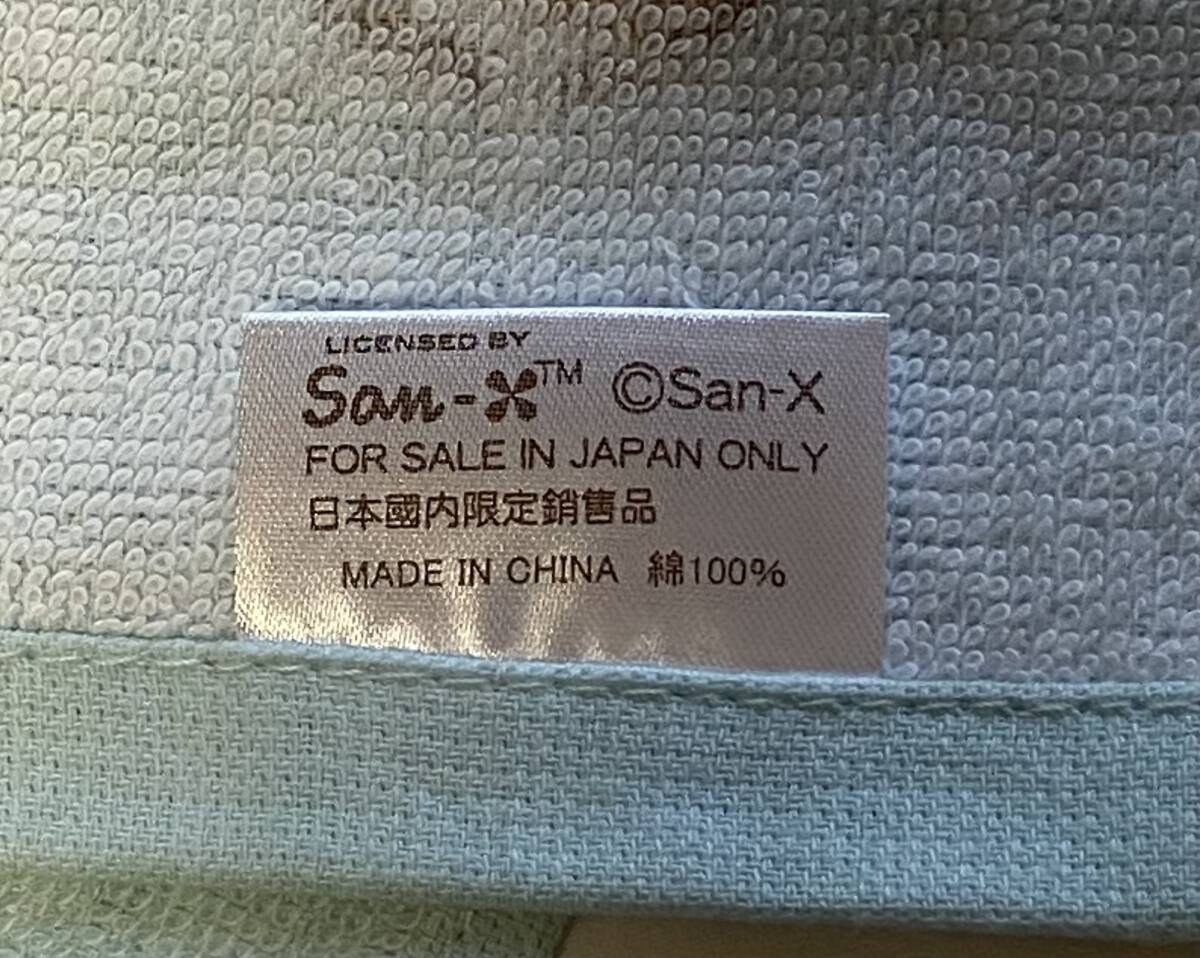 LICENSED BY
San-X™ ©San-X
FOR SALE IN JAPAN ONLY
日本國内限定銷售品
MADE IN CHINA 綿100%